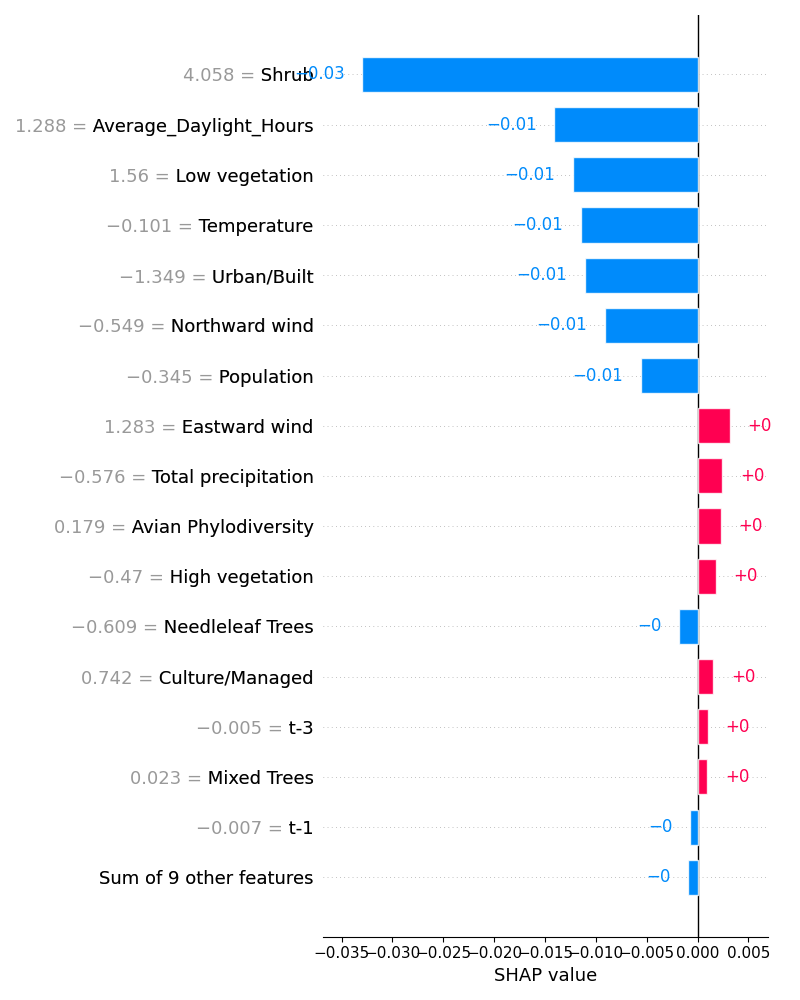 4.058 = Shrub −0.03
1.288 = Average_Daylight_Hours −0.01
1.56 = Low vegetation −0.01
−0.101 = Temperature −0.01
−1.349 = Urban/Built −0.01
−0.549 = Northward wind −0.01
−0.345 = Population −0.01
1.283 = Eastward wind +0
−0.576 = Total precipitation +0
0.179 = Avian Phylodiversity +0
−0.47 = High vegetation +0
−0.609 = Needleleaf Trees −0
0.742 = Culture/Managed +0
−0.005 = t-3 +0
0.023 = Mixed Trees +0
−0.007 = t-1 −0
Sum of 9 other features −0
−0.035 −0.030 −0.025 −0.020 −0.015 −0.010 −0.005 0.000 0.005
SHAP value